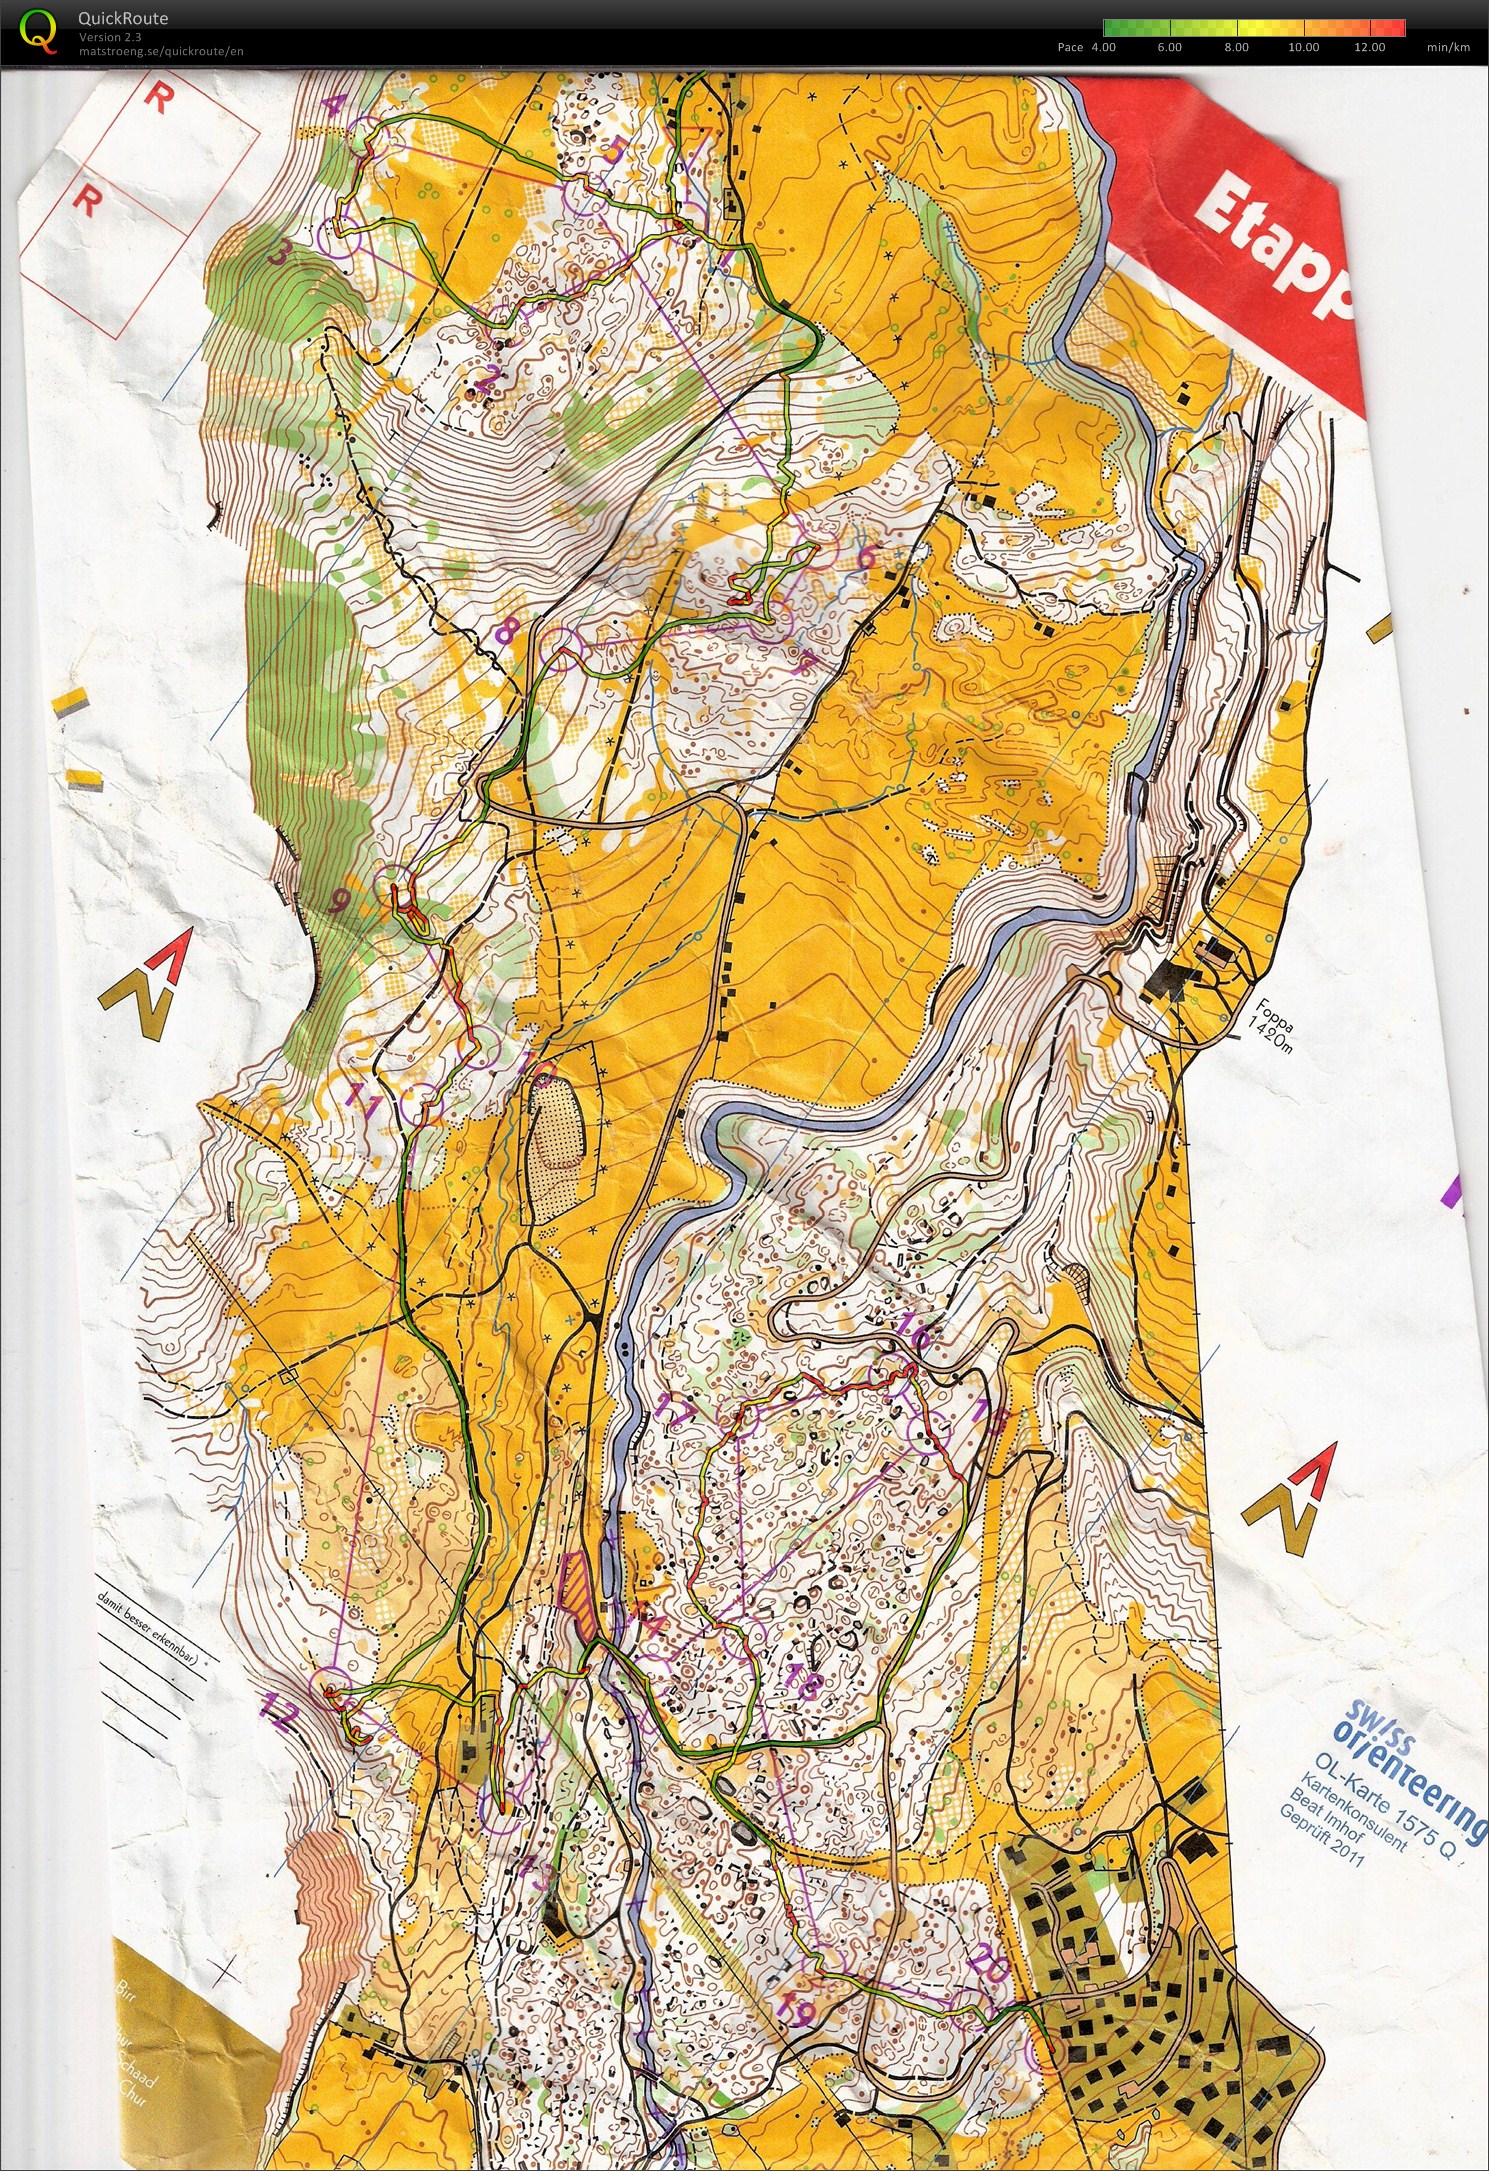 QuickRoute
Version 2.3
matstroeng.se/quickroute/en
Pace 4.00 6.00 8.00 10.00 12.00 min/km
R
R
Etapp
4
5
3
1
2
6
8
7
9
Foppa
1420m
10
11
16
17
15
damit besser erkennbar)
14
18
12
swiss
orienteering
OL-Karte 1575 Q
Kartenkonsulent
Beat Imhof
Geprüft 2011
13
20
19
Birr
Chur
Schaad
Chur